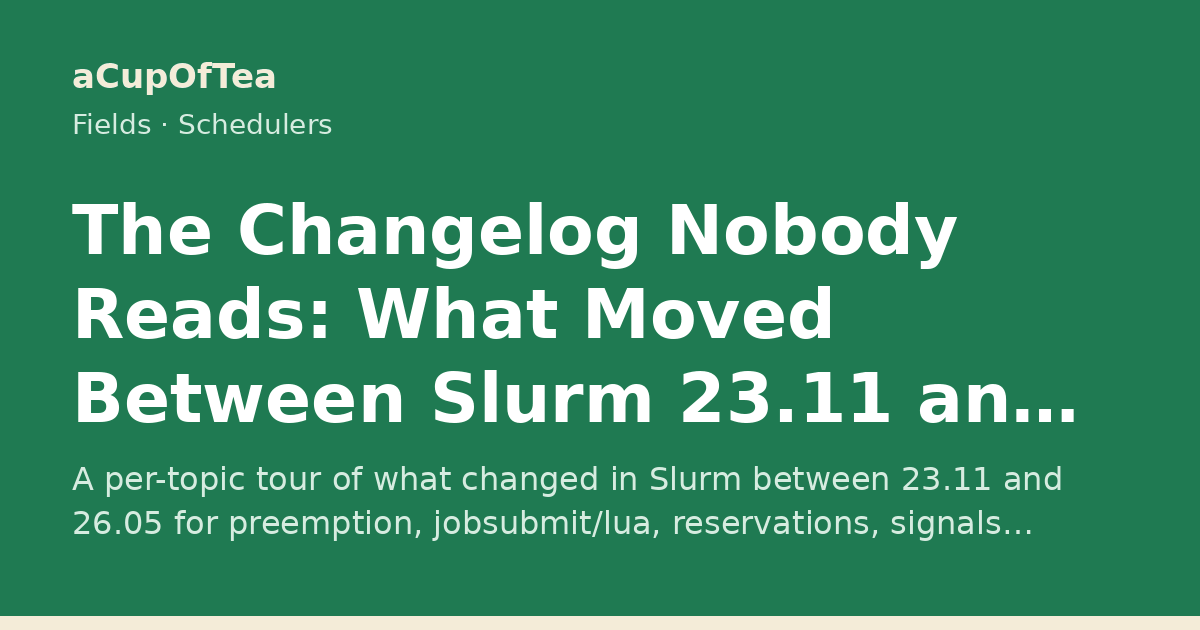 aCupOfTea
Fields · Schedulers
The Changelog Nobody
Reads: What Moved
Between Slurm 23.11 an…
A per-topic tour of what changed in Slurm between 23.11 and
26.05 for preemption, jobsubmit/lua, reservations, signals…